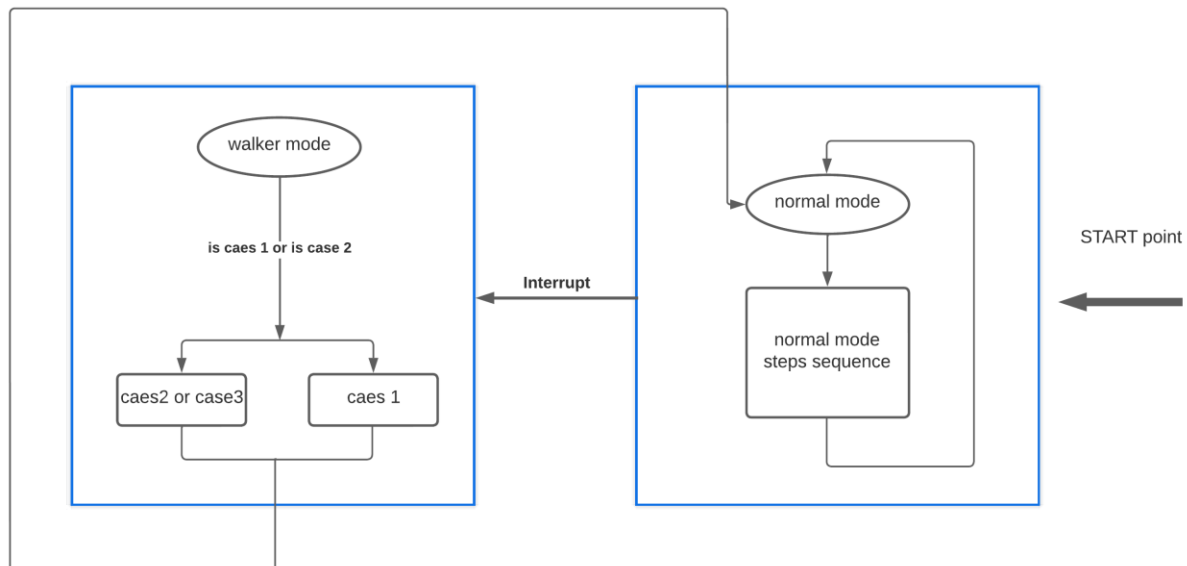 walker mode
is caes 1 or is case 2
caes2 or case3
caes 1
Interrupt
normal mode
normal mode
steps sequence
START point